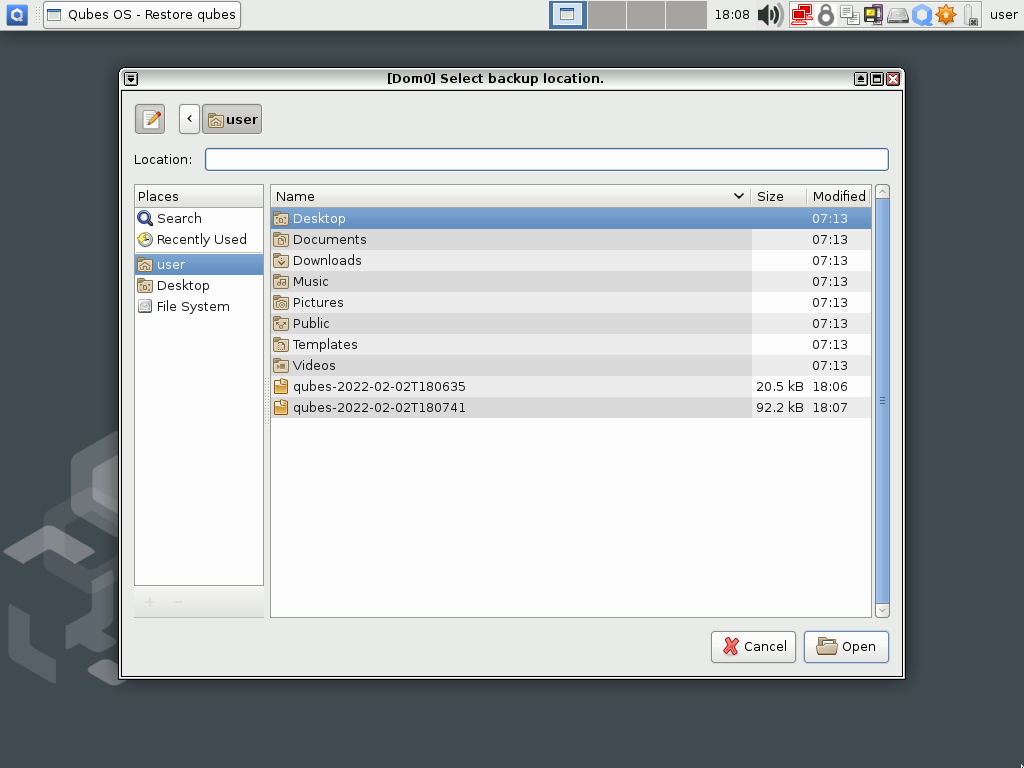 Qubes OS - Restore qubes
18:08
user
[Dom0] Select backup location.
user
Location:
Places
Search
Recently Used
user
Desktop
File System
Name Size Modified
Desktop 07:13
Documents 07:13
Downloads 07:13
Music 07:13
Pictures 07:13
Public 07:13
Templates 07:13
Videos 07:13
qubes-2022-02-02T180635 20.5 kB 18:06
qubes-2022-02-02T180741 92.2 kB 18:07
Cancel
Open